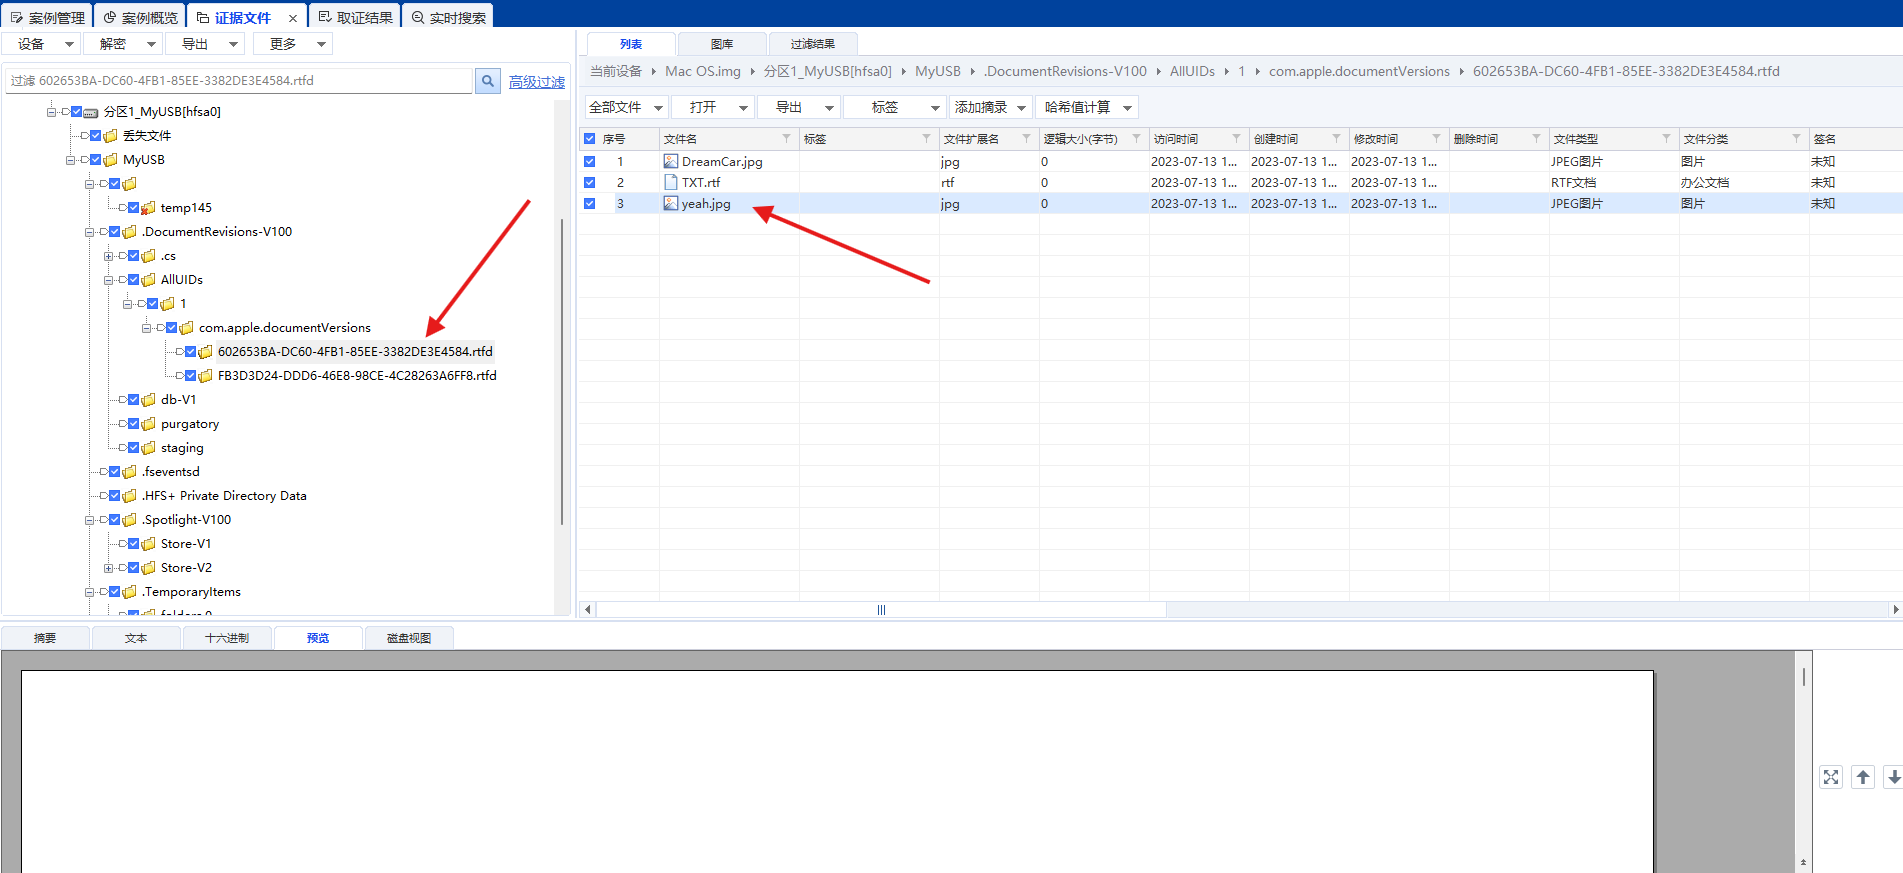 案例管理 案例概览 证据文件 × 取证结果 实时搜索
设备 解密 导出 更多
过滤 602653BA-DC60-4FB1-85EE-3382DE3E4584.rtfd 高级过滤
分区1_MyUSB[hfsa0]
丢失文件
MyUSB
temp145
.DocumentRevisions-V100
.cs
AllUIDs
1
com.apple.documentVersions
602653BA-DC60-4FB1-85EE-3382DE3E4584.rtfd
FB3D3D24-DDD6-46E8-98CE-4C28263A6FF8.rtfd
db-V1
purgatory
staging
.fseventsd
.HFS+ Private Directory Data
.Spotlight-V100
Store-V1
Store-V2
.TemporaryItems
folders.0
列表 图库 过滤结果
当前设备 Mac OS.img 分区1_MyUSB[hfsa0] MyUSB .DocumentRevisions-V100 AllUIDs 1 com.apple.documentVersions 602653BA-DC60-4FB1-85EE-3382DE3E4584.rtfd
全部文件 打开 导出 标签 添加摘录 哈希值计算
序号 文件名 标签 文件扩展名 逻辑大小(字节) 访问时间 创建时间 修改时间 删除时间 文件类型 文件分类 签名
1 DreamCar.jpg jpg 0 2023-07-13 1... 2023-07-13 1... 2023-07-13 1... JPEG图片 图片 未知
2 TXT.rtf rtf 0 2023-07-13 1... 2023-07-13 1... 2023-07-13 1... RTF文档 办公文档 未知
3 yeah.jpg jpg 0 2023-07-13 1... 2023-07-13 1... 2023-07-13 1... JPEG图片 图片 未知
摘要 文本 十六进制 预览 磁盘视图